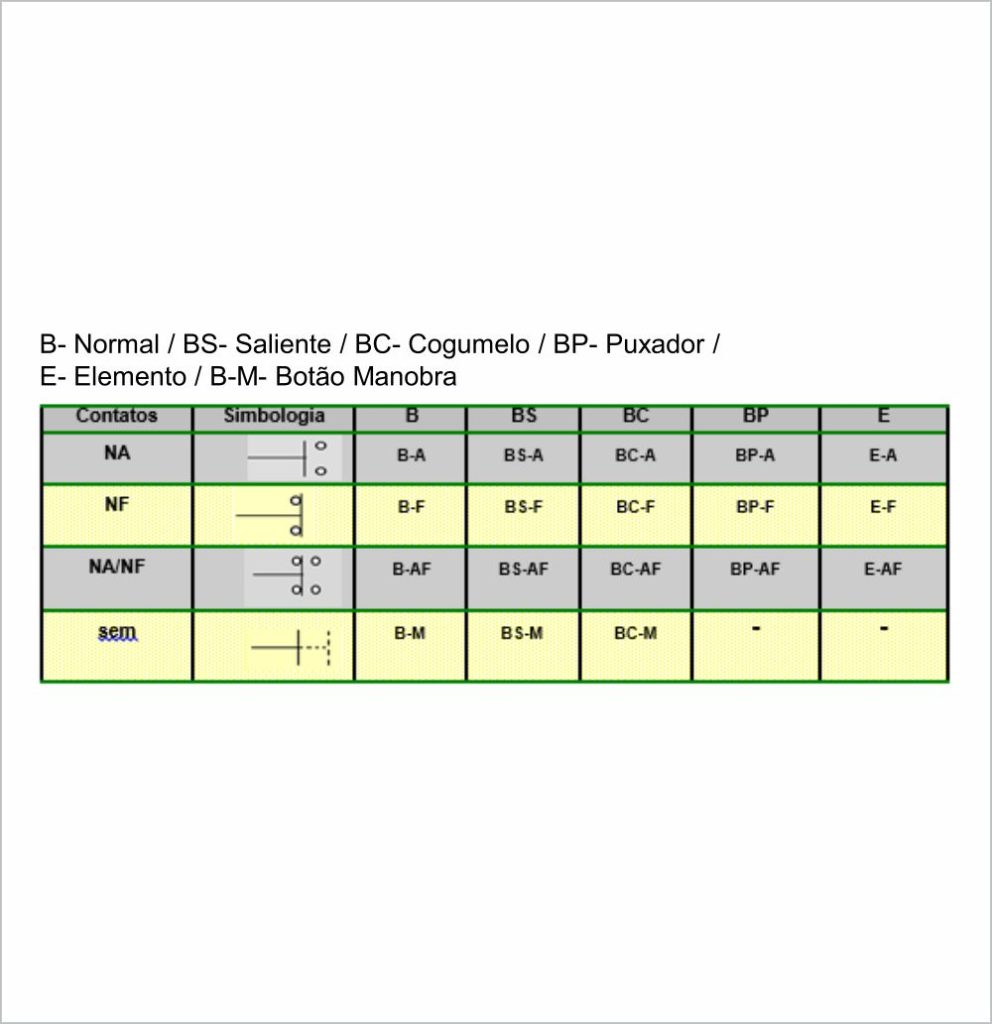 B- Normal / BS- Saliente / BC- Cogumelo / BP- Puxador /
E- Elemento / B-M- Botão Manobra
Contatos Simbologia B BS BC BP E
NA B-A BS-A BC-A BP-A E-A
NF B-F BS-F BC-F BP-F E-F
NA/NF B-AF BS-AF BC-AF BP-AF E-AF
sem B-M BS-M BC-M - -